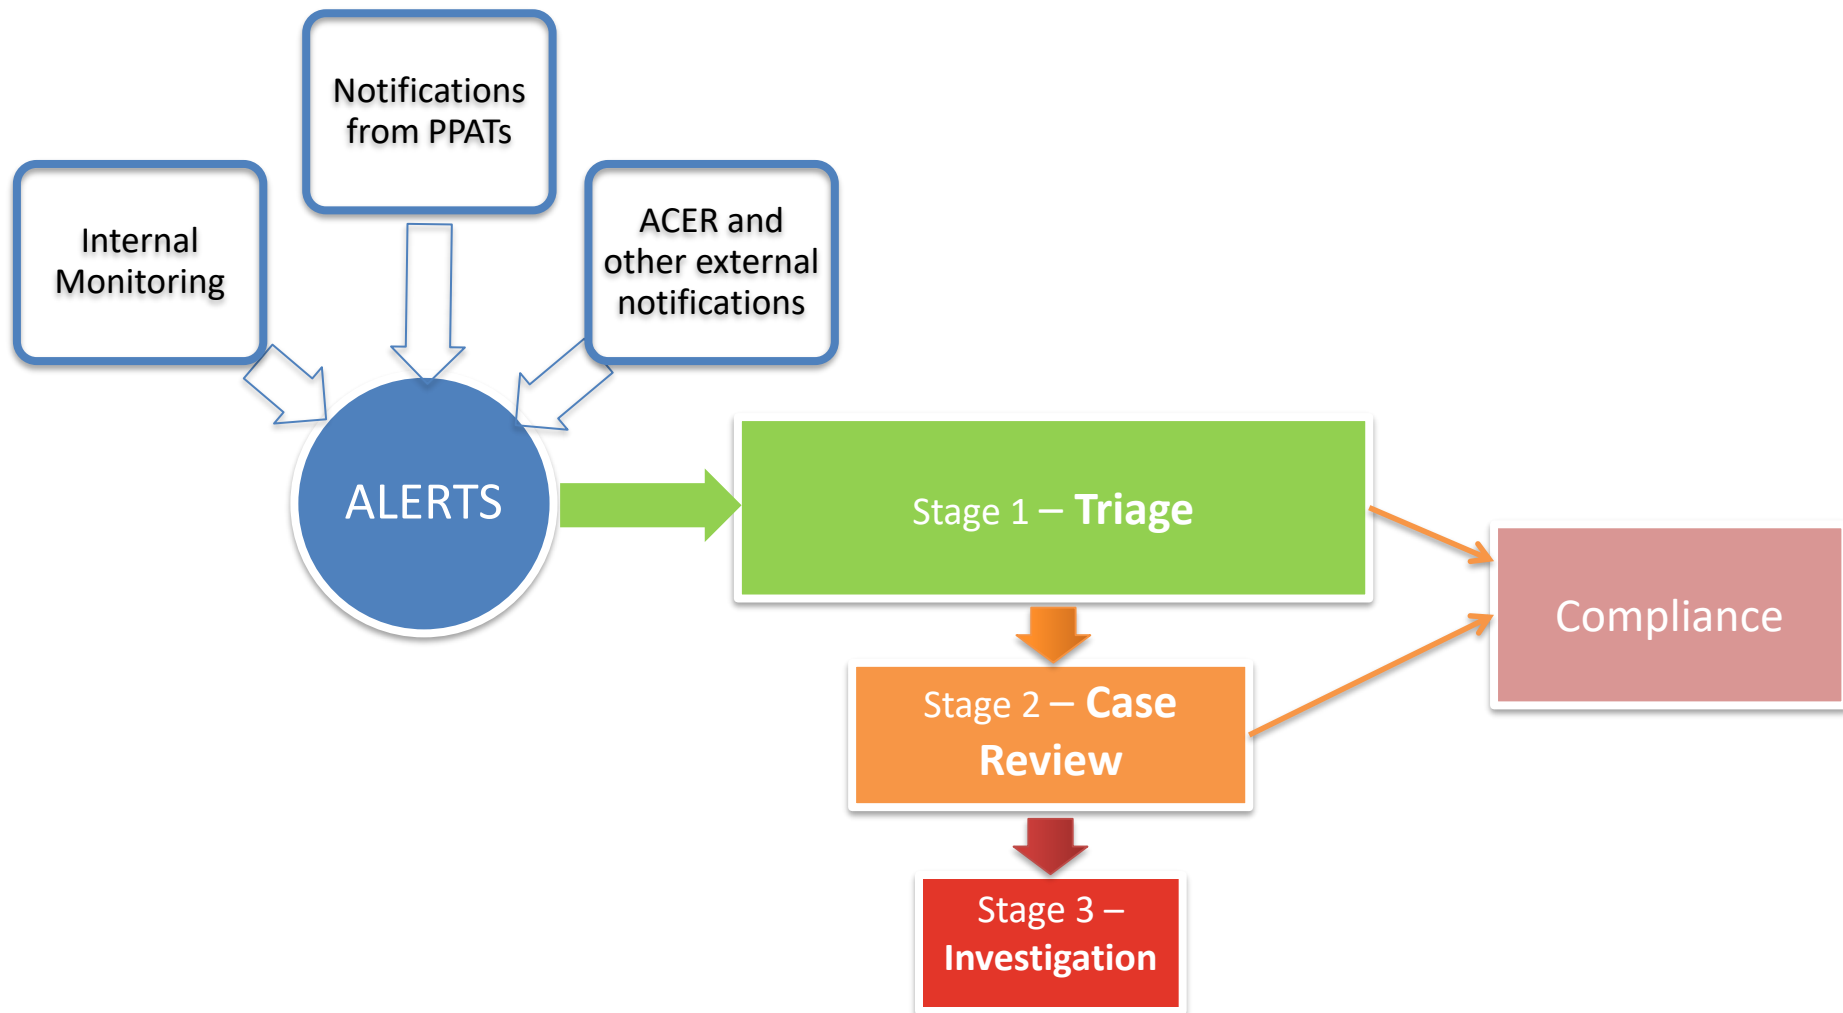 Notifications
from PPATs
Internal
Monitoring
ACER and
other external
notifications
ALERTS
Stage 1 – Triage
Compliance
Stage 2 – Case
Review
Stage 3 –
Investigation